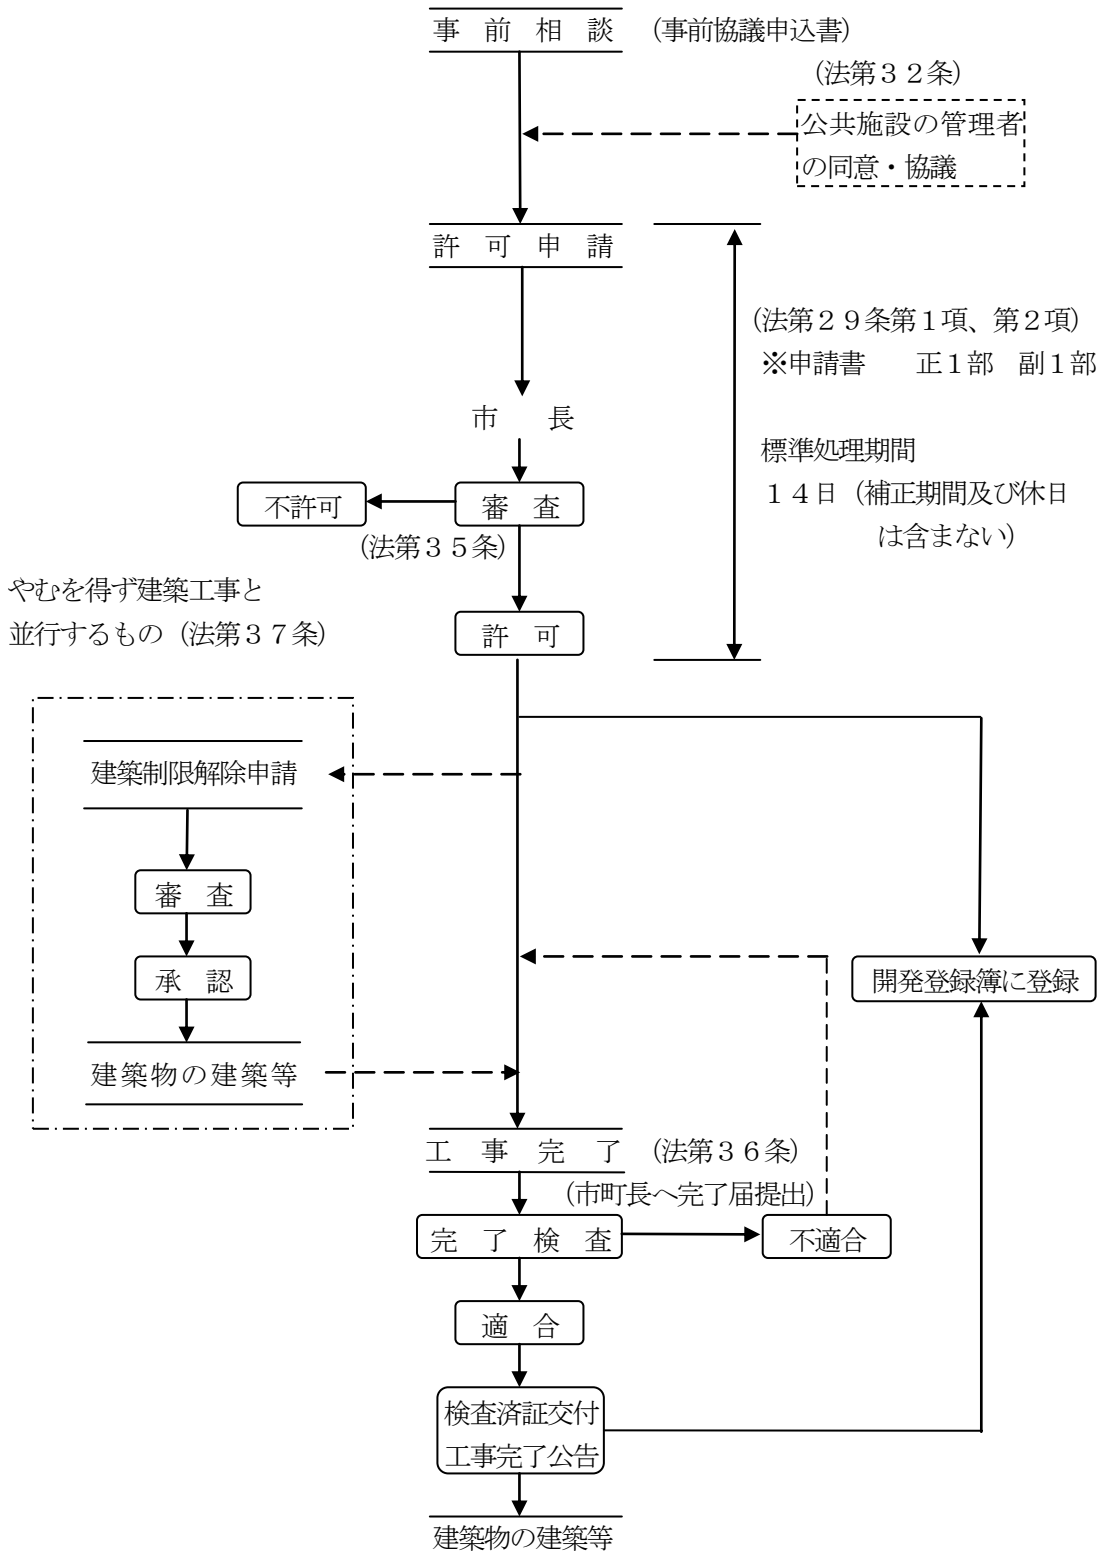 事　前　相　談　（事前協議申込書）
（法第３２条）
公共施設の管理者
の同意・協議
許　可　申　請
（法第２９条第１項、第２項）
※申請書　　正１部　副１部
市　　長
標準処理期間
１４日（補正期間及び休日
は含まない）
不許可
審　査
（法第３５条）
やむを得ず建築工事と
並行するもの（法第３７条）
許　可
建築制限解除申請
審　査
承　認
開発登録簿に登録
建築物の建築等
工　事　完　了　（法第３６条）
（市町長へ完了届提出）
完　了　検　査
不適合
適　合
検査済証交付
工事完了公告
建築物の建築等